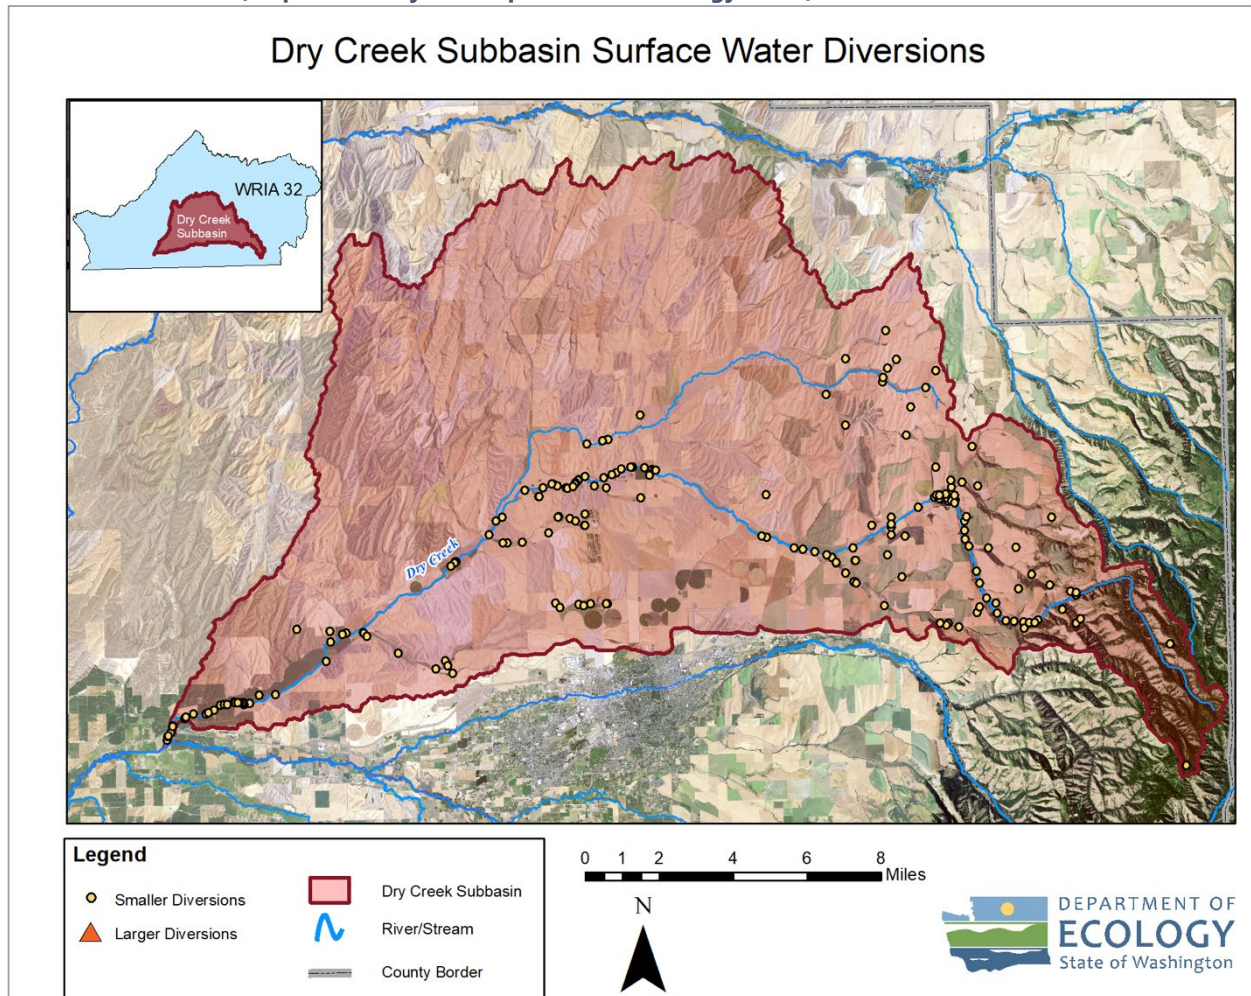 Dry Creek Subbasin Surface Water Diversions
WRIA 32
Dry Creek
Subbasin
Dry Creek
Legend
Smaller Diversions
Larger Diversions
Dry Creek Subbasin
River/Stream
County Border
0 1 2 4 6 8
Miles
N
DEPARTMENT OF
ECOLOGY
State of Washington